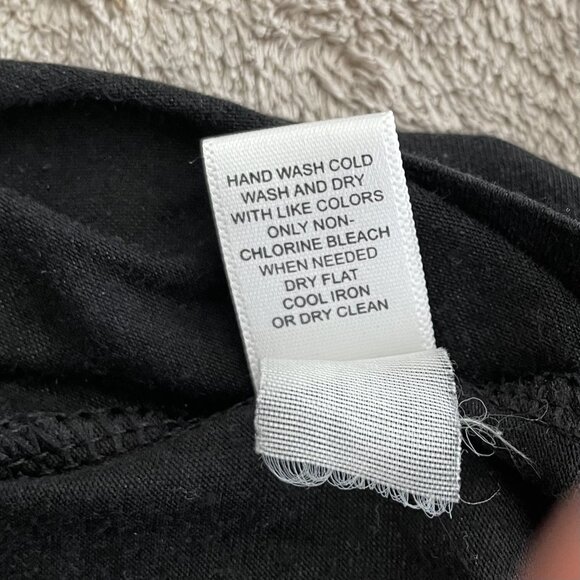 HAND WASH COLD
WASH AND DRY
WITH LIKE COLORS
ONLY NON-
CHLORINE BLEACH
WHEN NEEDED
DRY FLAT
COOL IRON
OR DRY CLEAN